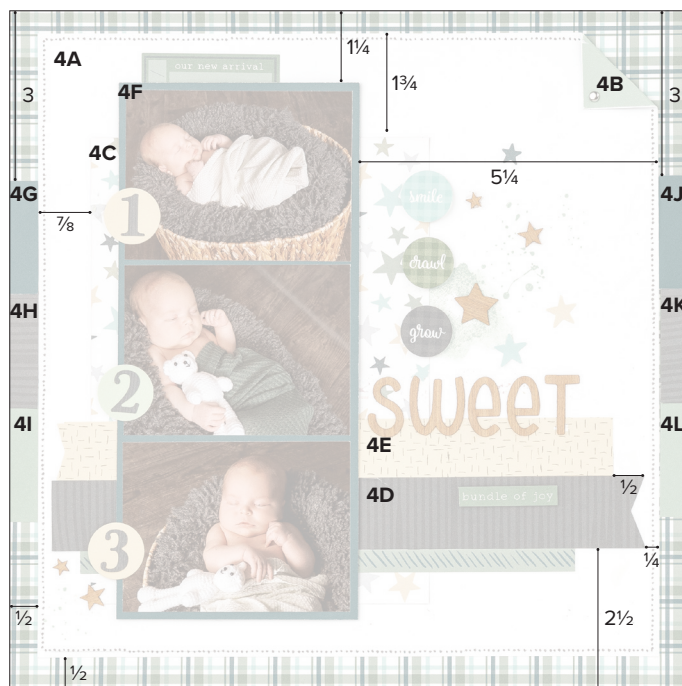 1¼
4A
our new arrival
4B
1¾
3
3
4F
4C
5¼
4G
4J
⅞
smile
1
crawl
4H
4K
grow
2
sweet
4I
4L
4E
½
4D
bundle of joy
3
¼
½
2½
½